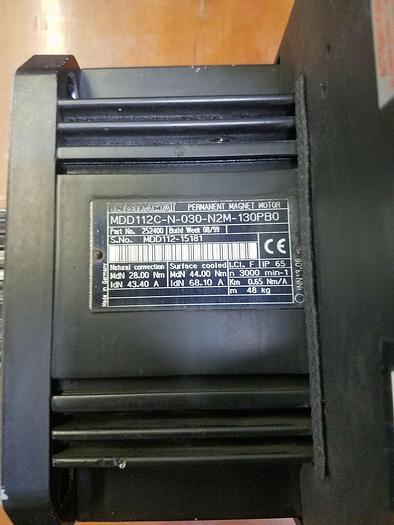 INDRAMAT PERMANENT MAGNET MOTOR
MDD112C-N-030-N2M-130PB0
Part No. 252400 Build Week 08/99
S.No. MDD112-15181
CE
Natural convection Surface cooled I.Cl. F IP 65
MdN 28.00 Nm MdN 44.00 Nm n 3000 min-1
IdN 43.40 A IdN 68.10 A Km 0.65 Nm/A
m 48 kg
Made in Germany